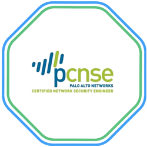 pcnse
PALO ALTO NETWORKS
CERTIFIED NETWORK SECURITY ENGINEER